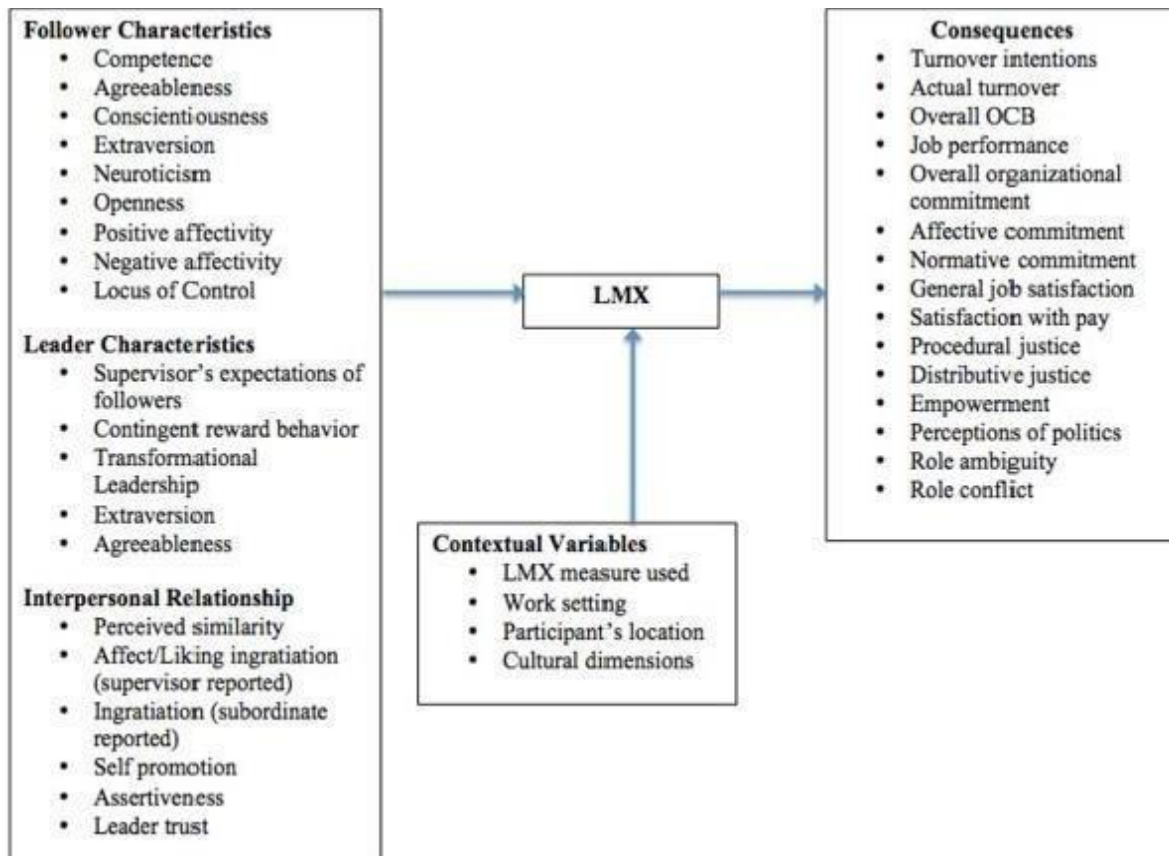 Follower Characteristics
• Competence
• Agreeableness
• Conscientiousness
• Extraversion
• Neuroticism
• Openness
• Positive affectivity
• Negative affectivity
• Locus of Control
Leader Characteristics
• Supervisor's expectations of
followers
• Contingent reward behavior
• Transformational
Leadership
• Extraversion
• Agreeableness
Interpersonal Relationship
• Perceived similarity
• Affect/Liking ingratiation
(supervisor reported)
• Ingratiation (subordinate
reported)
• Self promotion
• Assertiveness
• Leader trust
LMX
Contextual Variables
• LMX measure used
• Work setting
• Participant's location
• Cultural dimensions
Consequences
• Turnover intentions
• Actual turnover
• Overall OCB
• Job performance
• Overall organizational
commitment
• Affective commitment
• Normative commitment
• General job satisfaction
• Satisfaction with pay
• Procedural justice
• Distributive justice
• Empowerment
• Perceptions of politics
• Role ambiguity
• Role conflict